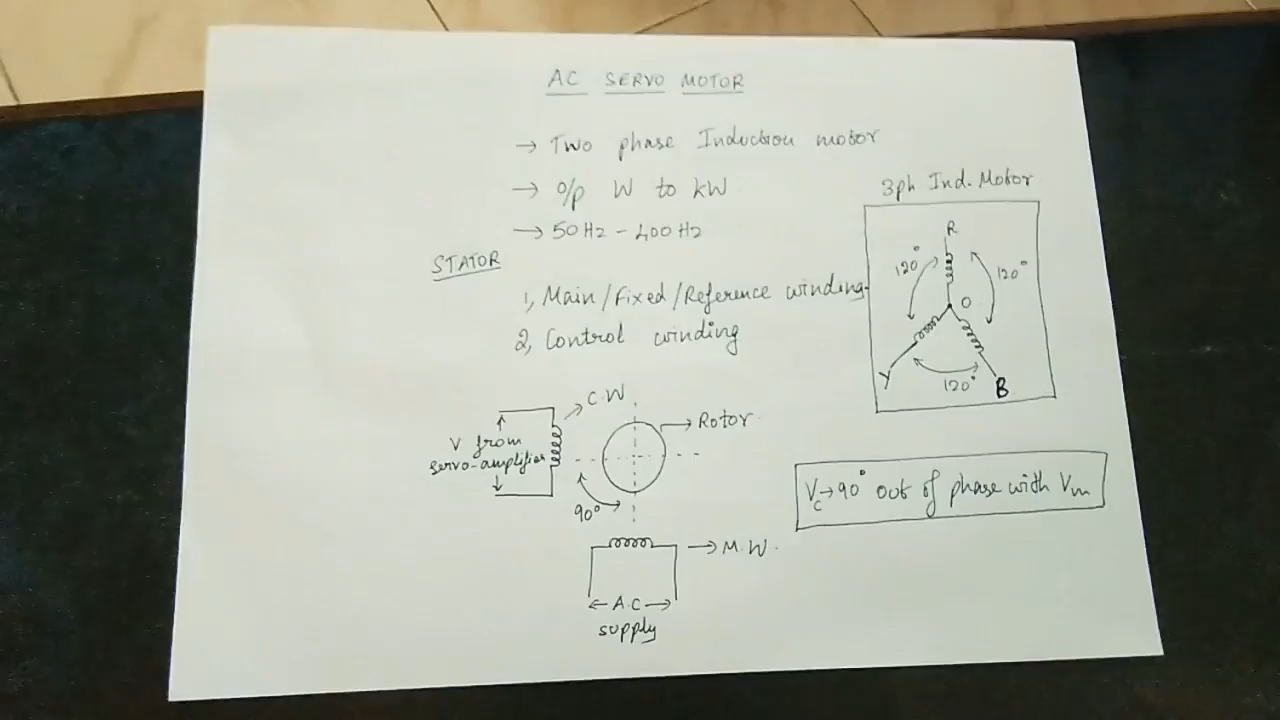 AC SERVO MOTOR
→ Two phase Induction motor
→ o/p W to kW
→ 50 Hz - 400 Hz
STATOR
1, Main/Fixed/Reference winding.
2, Control winding
3ph Ind. Motor
R
120° 120°
O
Y 120° B
C.W
V from
servo-amplifier
→ Rotor
90°
→ M.W.
← A.C →
supply
Vc → 90° out of phase with Vm